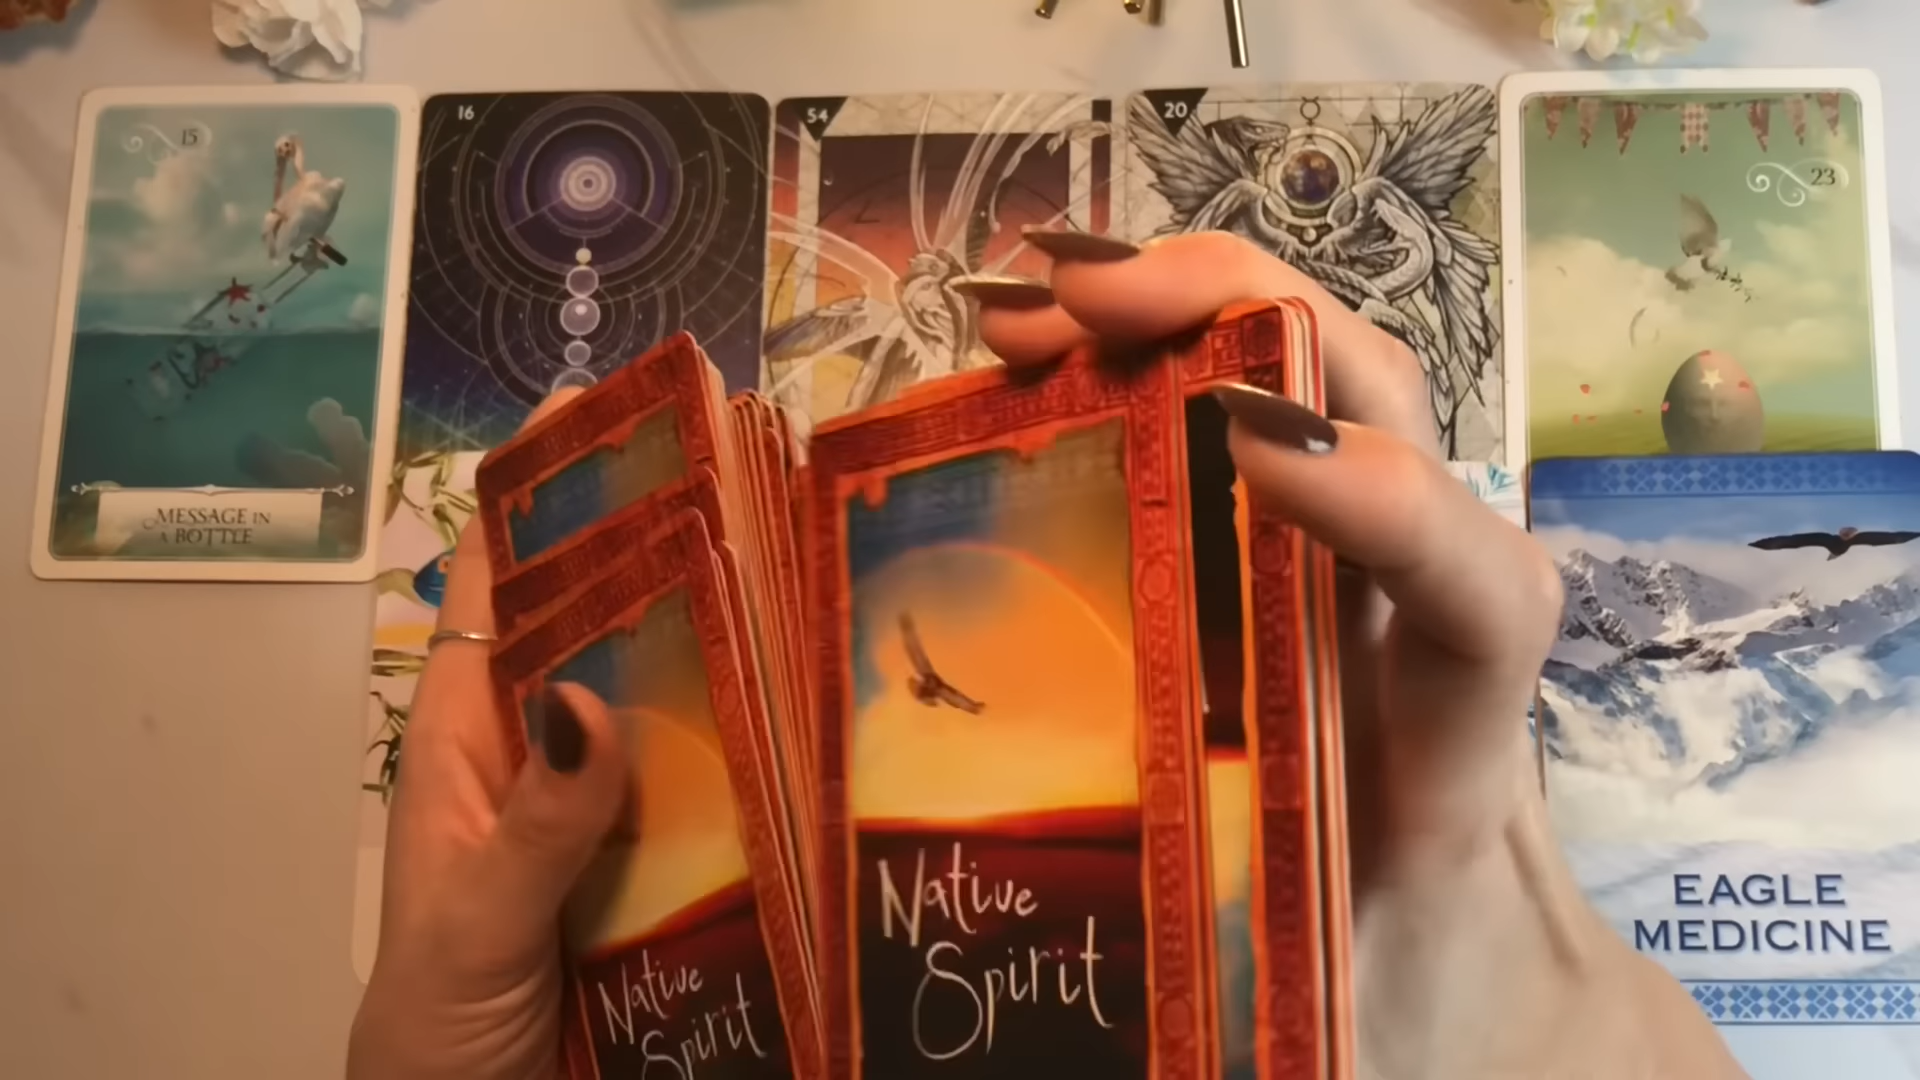 15
16
54
20
23
MESSAGE IN
A BOTTLE
Native
Spirit
Native
Spirit
EAGLE
MEDICINE